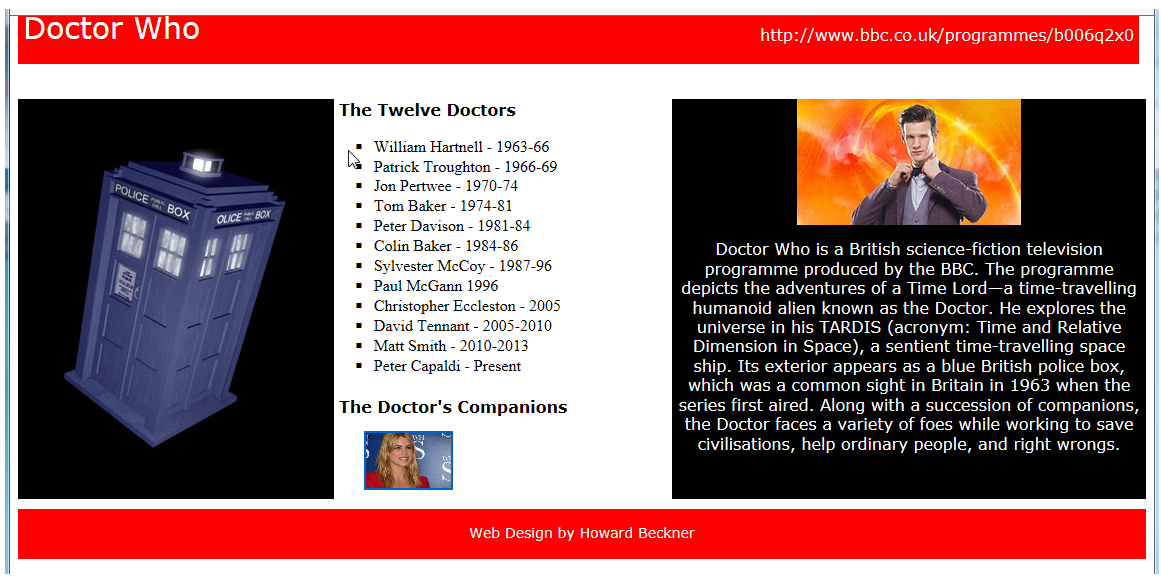 Doctor Who
http://www.bbc.co.uk/programmes/b006q2x0
POLICE PUBLIC CALL BOX
OLICE BOX
The Twelve Doctors
William Hartnell - 1963-66
Patrick Troughton - 1966-69
Jon Pertwee - 1970-74
Tom Baker - 1974-81
Peter Davison - 1981-84
Colin Baker - 1984-86
Sylvester McCoy - 1987-96
Paul McGann 1996
Christopher Eccleston - 2005
David Tennant - 2005-2010
Matt Smith - 2010-2013
Peter Capaldi - Present
The Doctor's Companions
Doctor Who is a British science-fiction television
programme produced by the BBC. The programme
depicts the adventures of a Time Lord—a time-travelling
humanoid alien known as the Doctor. He explores the
universe in his TARDIS (acronym: Time and Relative
Dimension in Space), a sentient time-travelling space
ship. Its exterior appears as a blue British police box,
which was a common sight in Britain in 1963 when the
series first aired. Along with a succession of companions,
the Doctor faces a variety of foes while working to save
civilisations, help ordinary people, and right wrongs.
Web Design by Howard Beckner